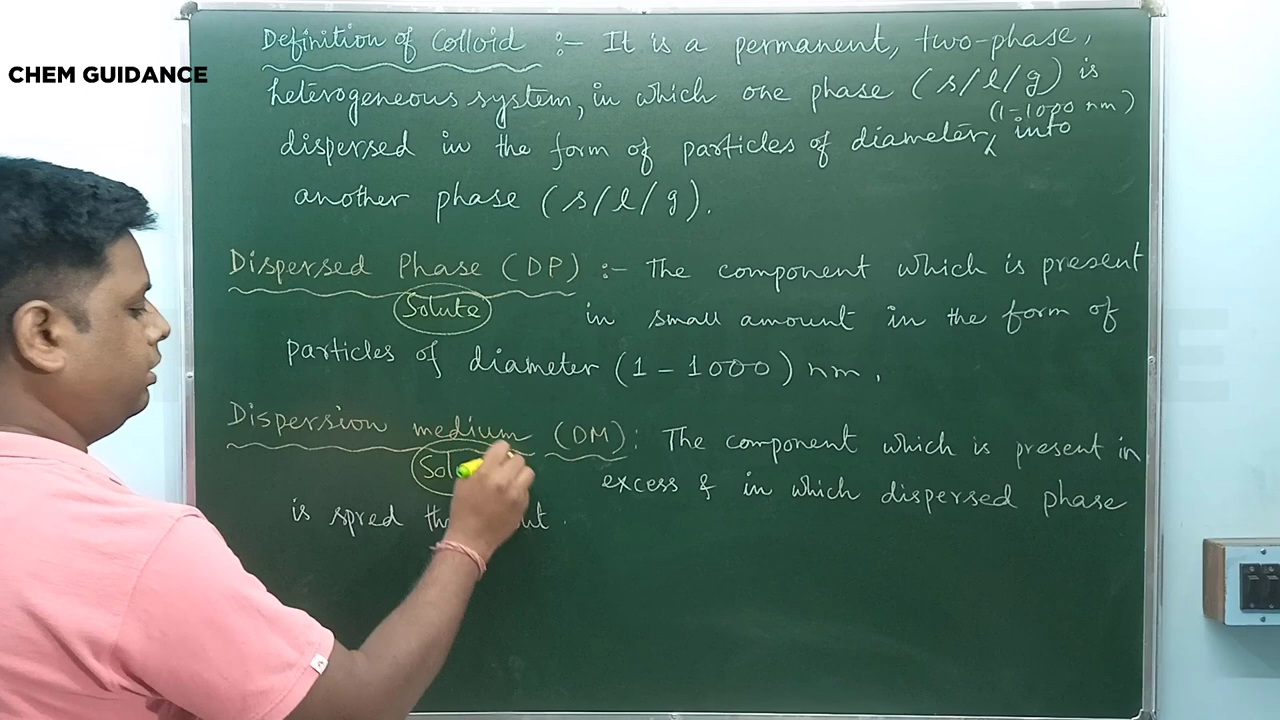 CHEM GUIDANCE
Definition of Colloid :- It is a permanent, two-phase,
heterogeneous system, in which one phase (s/l/g) is
(1-1000 nm)
dispersed in the form of particles of diameter, into
another phase (s/l/g).
Dispersed Phase (DP) :- The component which is present
Solute
in small amount in the form of
particles of diameter (1-1000) nm.
Dispersion medium (DM): The component which is present in
excess & in which dispersed phase
is spred